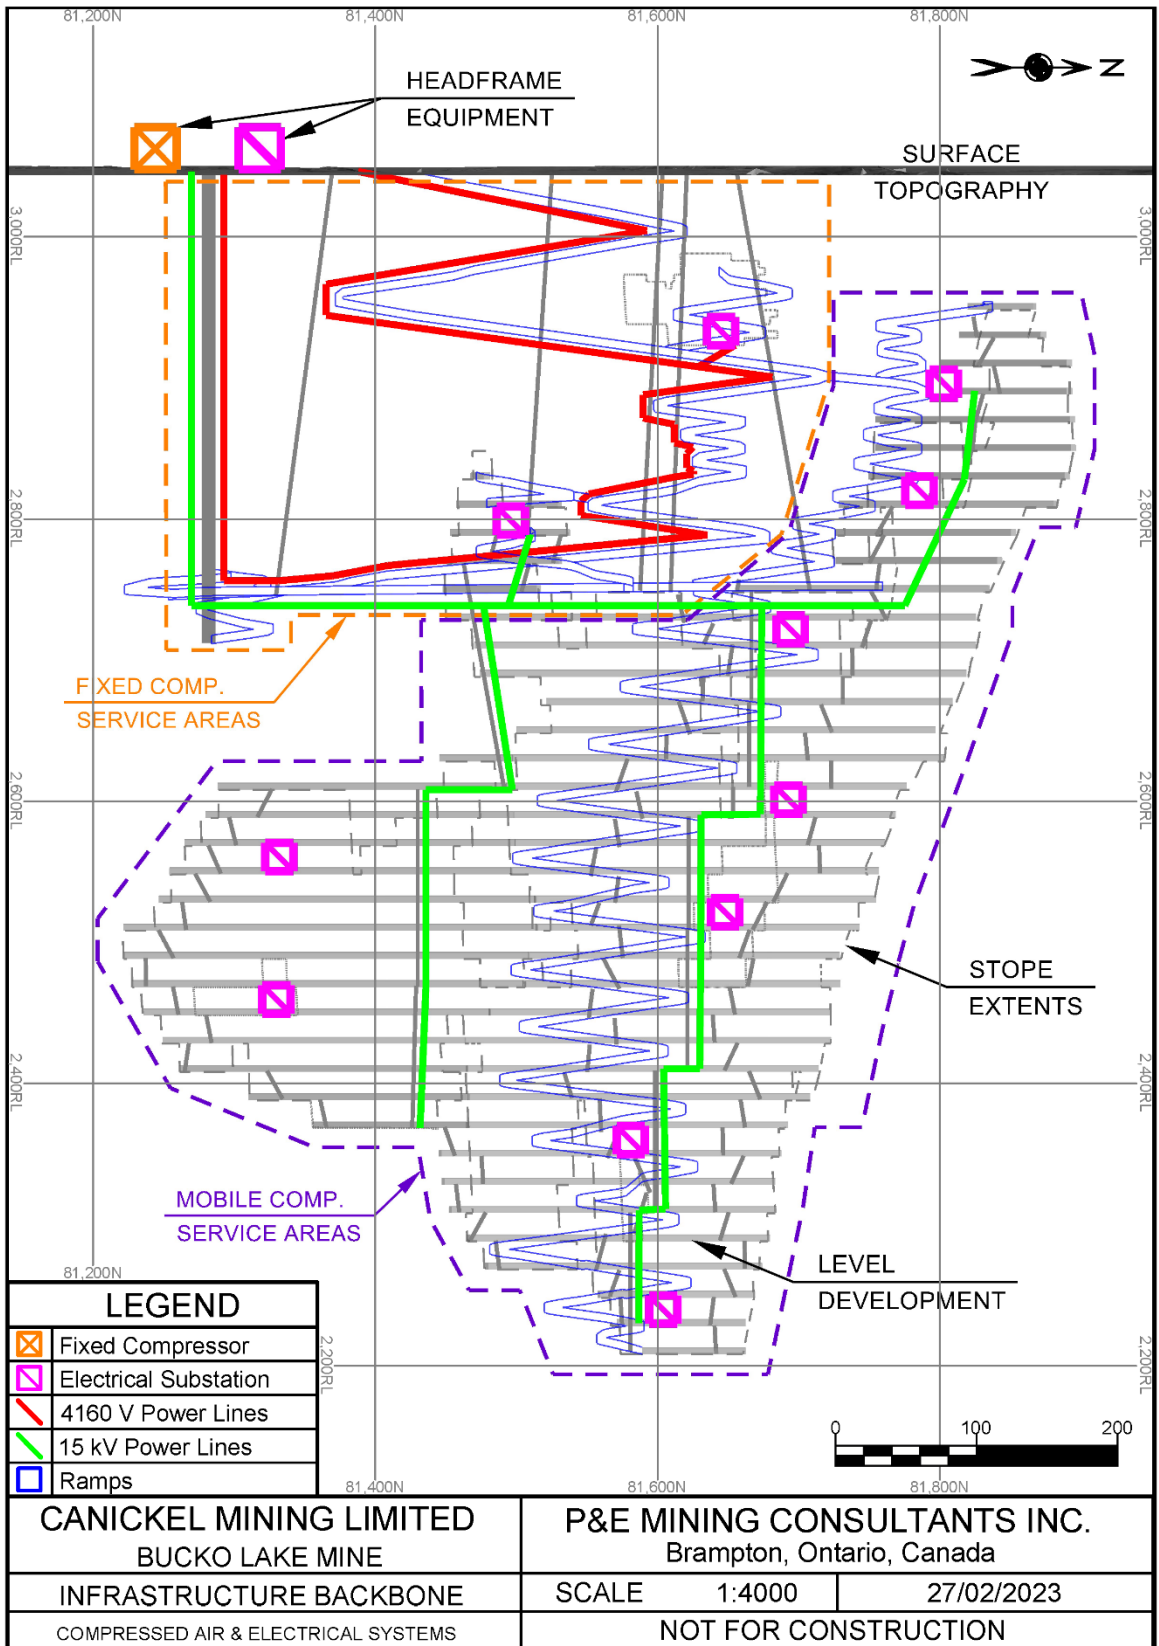 81,200N
81,400N
81,600N
81,800N
N
HEADFRAME
EQUIPMENT
SURFACE
TOPOGRAPHY
3,000RL
3,000RL
2,800RL
2,800RL
FIXED COMP.
SERVICE AREAS
2,600RL
2,600RL
STOPE
EXTENTS
2,400RL
2,400RL
MOBILE COMP.
SERVICE AREAS
LEVEL
DEVELOPMENT
81,200N
2,200RL
2,200RL
LEGEND
Fixed Compressor
Electrical Substation
4160 V Power Lines
15 kV Power Lines
Ramps
0
100
200
81,400N
81,600N
81,800N
CANICKEL MINING LIMITED
BUCKO LAKE MINE
P&E MINING CONSULTANTS INC.
Brampton, Ontario, Canada
INFRASTRUCTURE BACKBONE
SCALE 1:4000
27/02/2023
COMPRESSED AIR & ELECTRICAL SYSTEMS
NOT FOR CONSTRUCTION